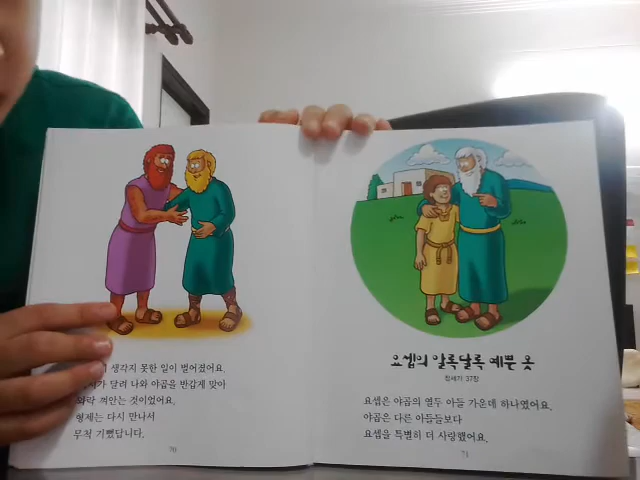 생각지 못한 일이 벌어졌어요.
달려 나와 야곱을 반갑게 맞아
껴안는 것이었어요.
형제는 다시 만나서
무척 기뻤답니다.
70
요셉의 알록달록 예쁜 옷
창세기 37장
요셉은 야곱의 열두 아들 가운데 하나였어요.
야곱은 다른 아들들보다
요셉을 특별히 더 사랑했어요.
71